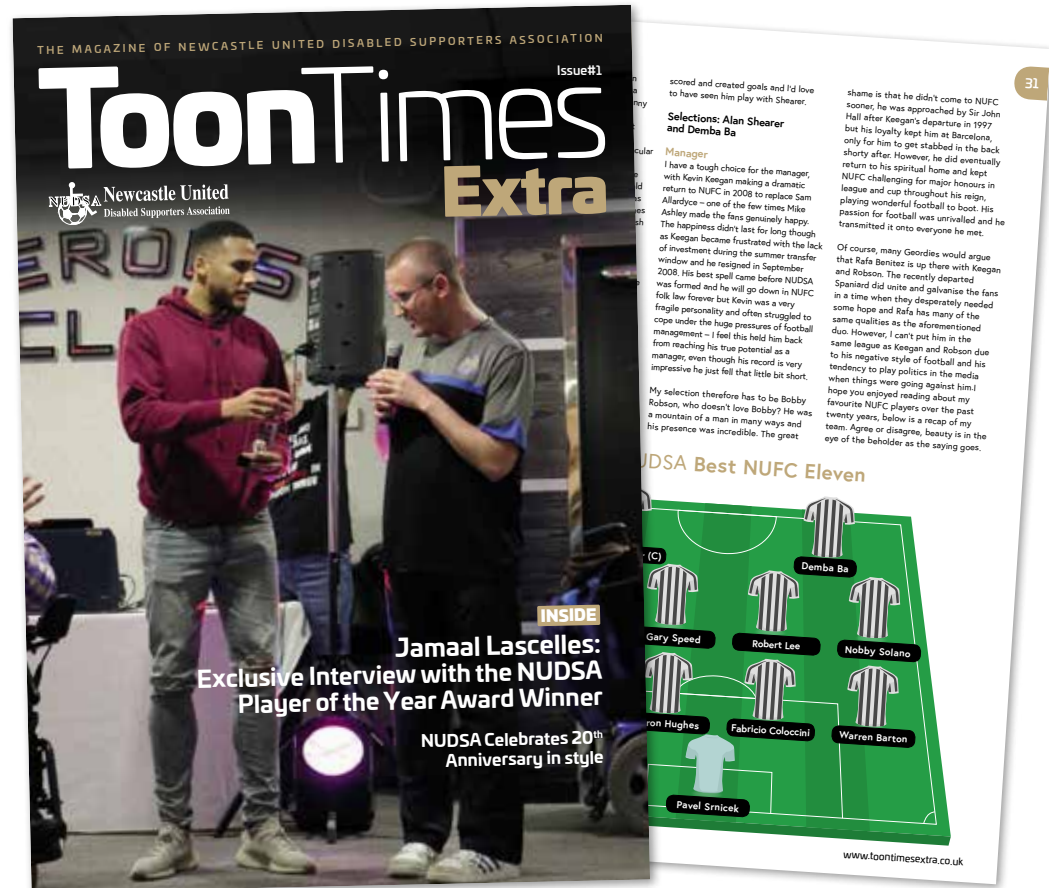 THE MAGAZINE OF NEWCASTLE UNITED DISABLED SUPPORTERS ASSOCIATION
Issue#1
ToonTimes
Extra
NUDSA
Newcastle United
Disabled Supporters Association
INSIDE
Jamaal Lascelles:
Exclusive Interview with the NUDSA
Player of the Year Award Winner
NUDSA Celebrates 20th
Anniversary in style
31
scored and created goals and I'd love
to have seen him play with Shearer.
Selections: Alan Shearer
and Demba Ba
Manager
I have a tough choice for the manager,
with Kevin Keegan making a dramatic
return to NUFC in 2008 to replace Sam
Allardyce – one of the few times Mike
Ashley made the fans genuinely happy.
The happiness didn't last for long though
as Keegan became frustrated with the lack
of investment during the summer transfer
window and he resigned in September
2008. His best spell came before NUDSA
was formed and he will go down in NUFC
folk law forever but Kevin was a very
fragile personality and often struggled to
cope under the huge pressures of football
management – I feel this held him back
from reaching his true potential as a
manager, even though his record is very
impressive he just fell that little bit short.
My selection therefore has to be Bobby
Robson, who doesn't love Bobby? He was
a mountain of a man in many ways and
his presence was incredible. The great
shame is that he didn't come to NUFC
sooner, he was approached by Sir John
Hall after Keegan's departure in 1997
but his loyalty kept him at Barcelona,
only for him to get stabbed in the back
shorty after. However, he did eventually
return to his spiritual home and kept
NUFC challenging for major honours in
league and cup throughout his reign,
playing wonderful football to boot. His
passion for football was unrivalled and he
transmitted it onto everyone he met.
Of course, many Geordies would argue
that Rafa Benitez is up there with Keegan
and Robson. The recently departed
Spaniard did unite and galvanise the fans
in a time when they desperately needed
some hope and Rafa has many of the
same qualities as the aforementioned
duo. However, I can't put him in the
same league as Keegan and Robson due
to his negative style of football and his
tendency to play politics in the media
when things were going against him.I
hope you enjoyed reading about my
favourite NUFC players over the past
twenty years, below is a recap of my
team. Agree or disagree, beauty is in the
eye of the beholder as the saying goes.
UDSA Best NUFC Eleven
(C)
Demba Ba
Gary Speed
Robert Lee
Nobby Solano
ron Hughes
Fabricio Coloccini
Warren Barton
Pavel Srnicek
www.toontimesextra.co.uk